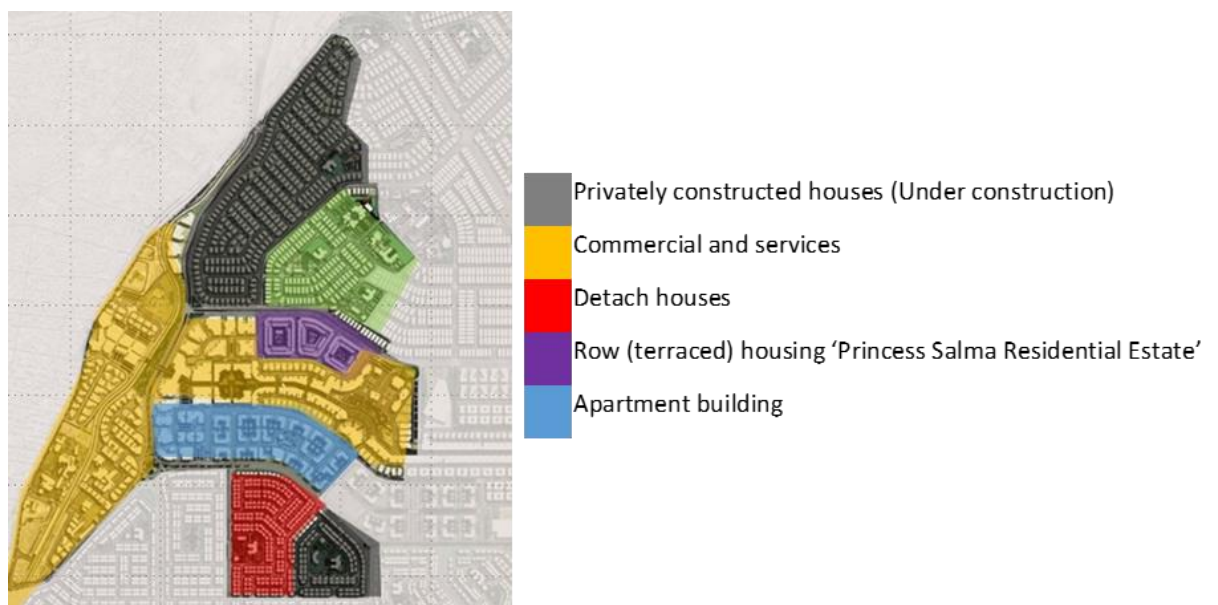 Privately constructed houses (Under construction)
Commercial and services
Detach houses
Row (terraced) housing ‘Princess Salma Residential Estate’
Apartment building